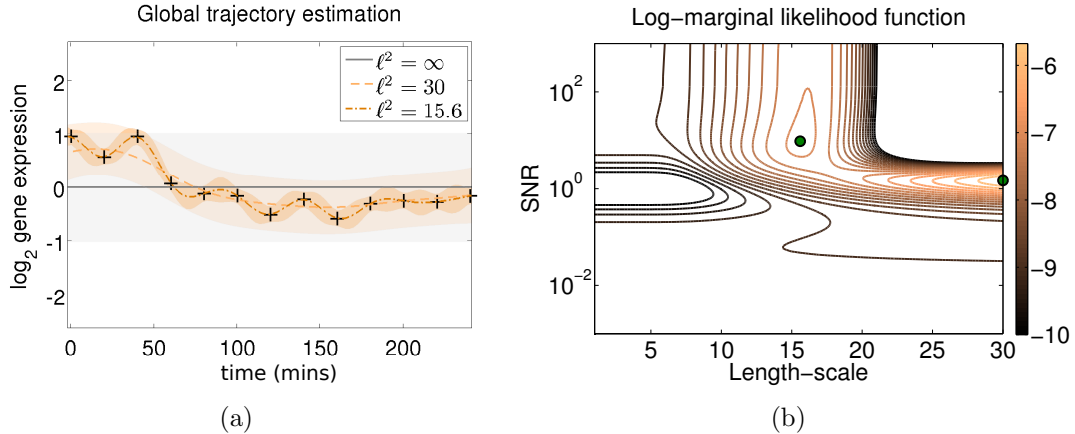 Global trajectory estimation
ℓ² = ∞
ℓ² = 30
ℓ² = 15.6
2
1
0
-1
-2
log₂ gene expression
0 50 100 150 200
time (mins)
(a)
Log−marginal likelihood function
10²
10⁰
10⁻²
SNR
5 10 15 20 25 30
Length−scale
−6
−7
−8
−9
−10
(b)